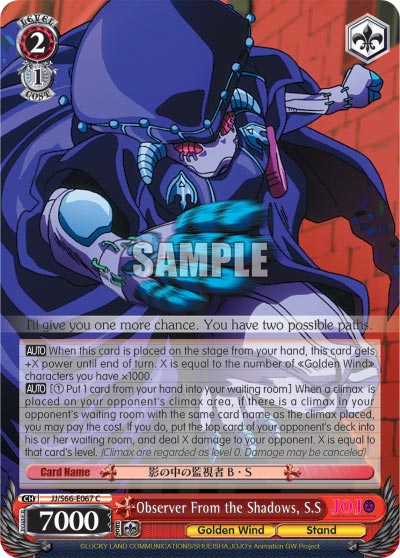 LEVEL
2
1
COST
SAMPLE
I'll give you one more chance. You have two possible paths.
AUTO When this card is placed on the stage from your hand, this card gets
+X power until end of turn. X is equal to the number of «Golden Wind»
characters you have ×1000.
AUTO [① Put 1 card from your hand into your waiting room] When a climax is
placed on your opponent's climax area, if there is a climax in your
opponent's waiting room with the same card name as the climax placed,
you may pay the cost. If you do, put the top card of your opponent's deck into
his or her waiting room, and deal X damage to your opponent. X is equal to
that card's level. [Climax are regarded as level 0. Damage may be canceled]
Card Name 影の中の監視者 B・S
CH JJ/S66-E067 C
Observer From the Shadows, S.S JOJO
POWER 7000 SOUL
Golden Wind Stand
©LUCKY LAND COMMUNICATIONS/SHUEISHA,JOJO's Animation GW Project